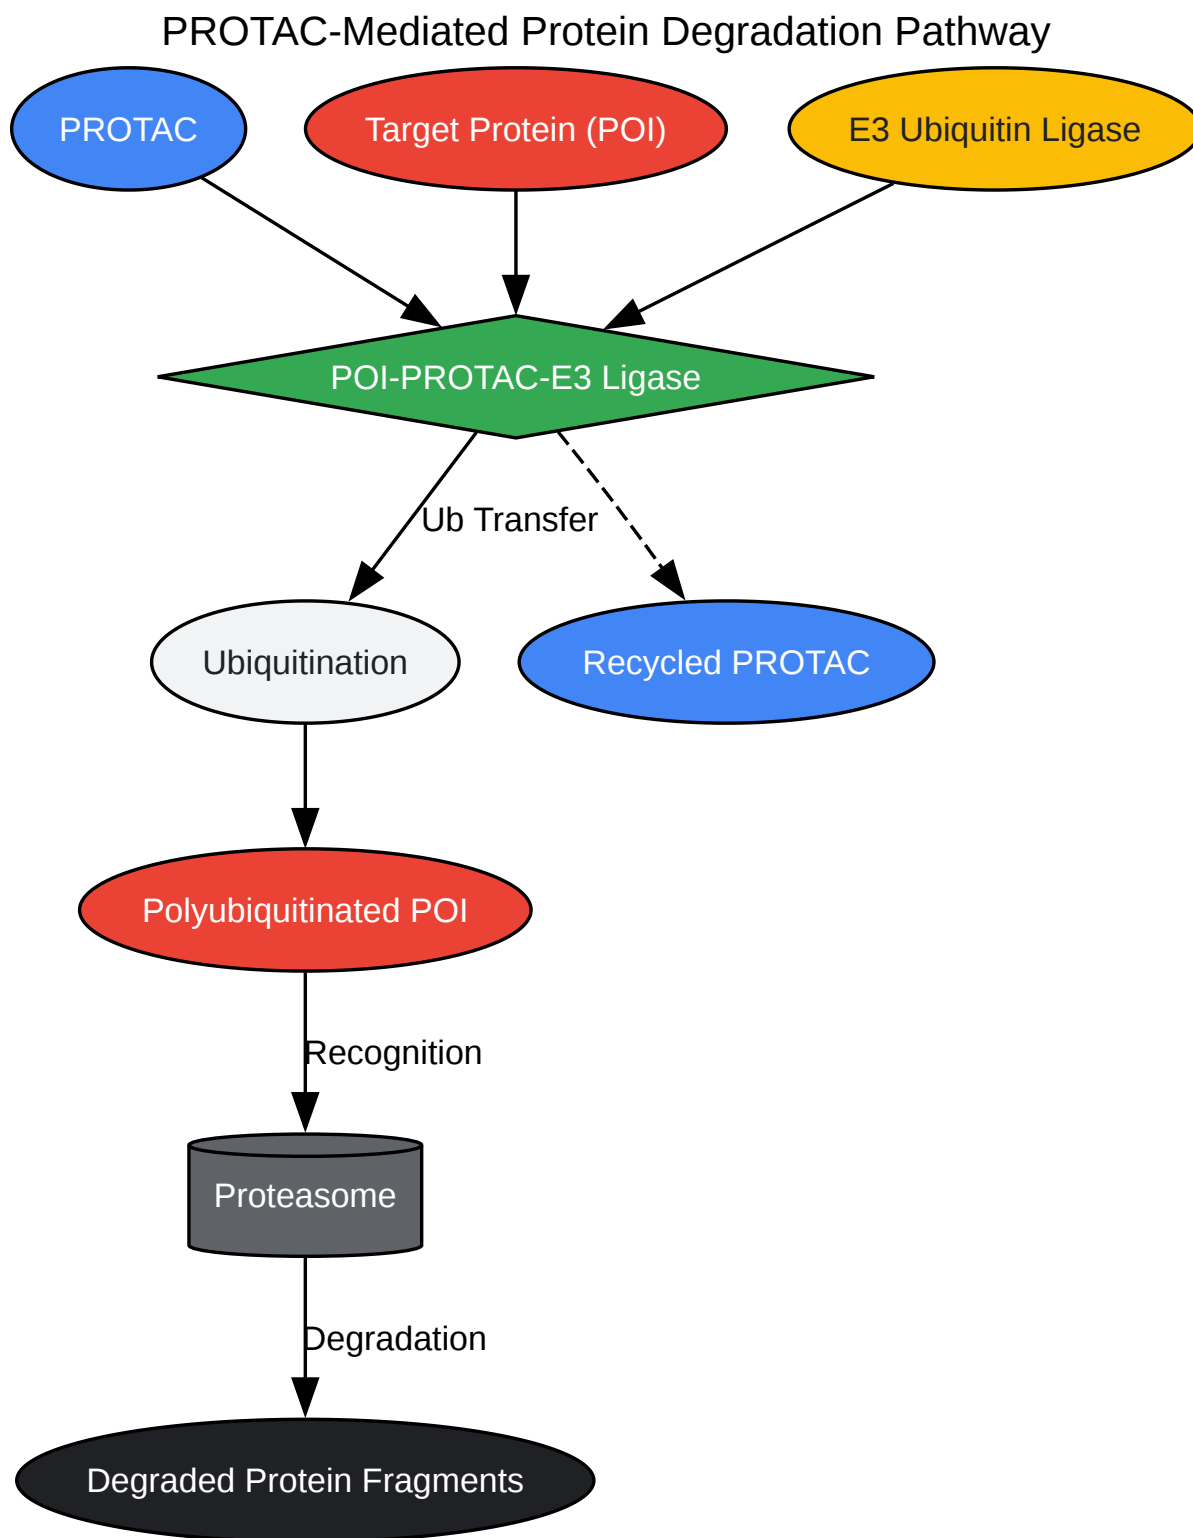 PROTAC-Mediated Protein Degradation Pathway
PROTAC
Target Protein (POI)
E3 Ubiquitin Ligase
POI-PROTAC-E3 Ligase
Ub Transfer
Ubiquitination
Recycled PROTAC
Polyubiquitinated POI
Recognition
Proteasome
Degradation
Degraded Protein Fragments